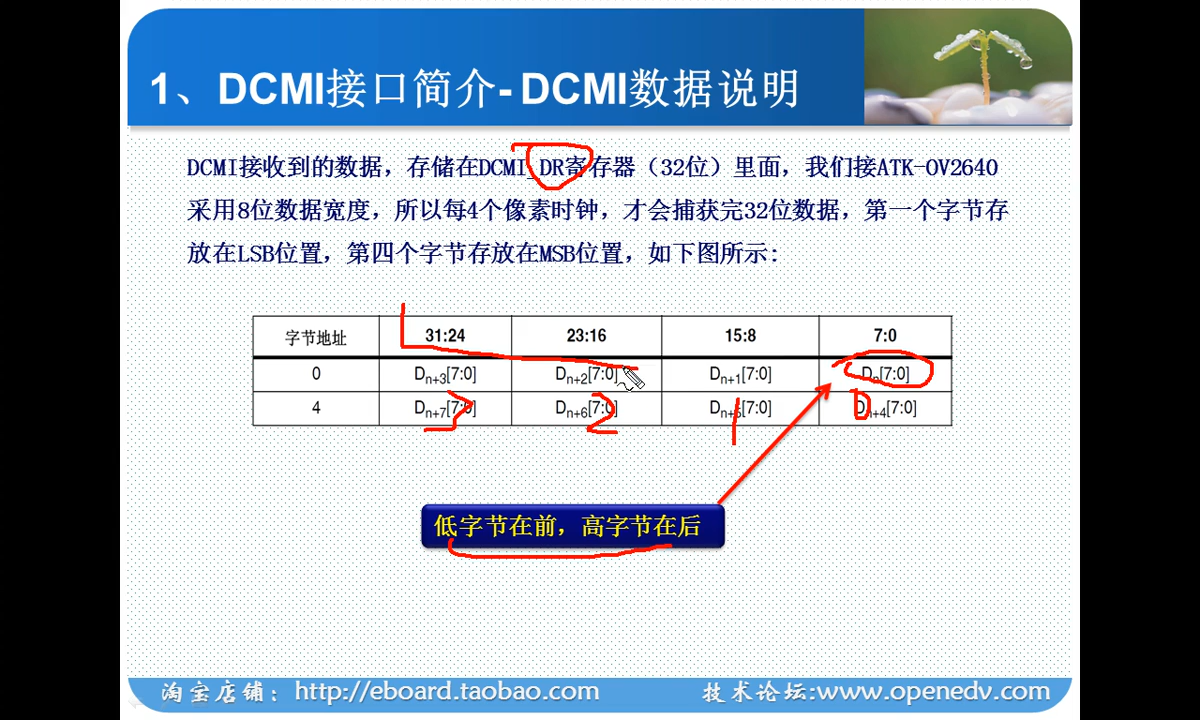 1、DCMI接口简介- DCMI数据说明
DCMI接收到的数据，存储在DCMI_DR寄存器（32位）里面，我们接ATK-OV2640
采用8位数据宽度，所以每4个像素时钟，才会捕获完32位数据，第一个字节存
放在LSB位置，第四个字节存放在MSB位置，如下图所示:
字节地址 31:24 23:16 15:8 7:0
0 Dn+3[7:0] Dn+2[7:0] Dn+1[7:0] Dn[7:0]
4 Dn+7[7:0] Dn+6[7:0] Dn+5[7:0] Dn+4[7:0]
3 2 1 0
低字节在前，高字节在后
淘宝店铺：http://eboard.taobao.com 技术论坛:www.openedv.com